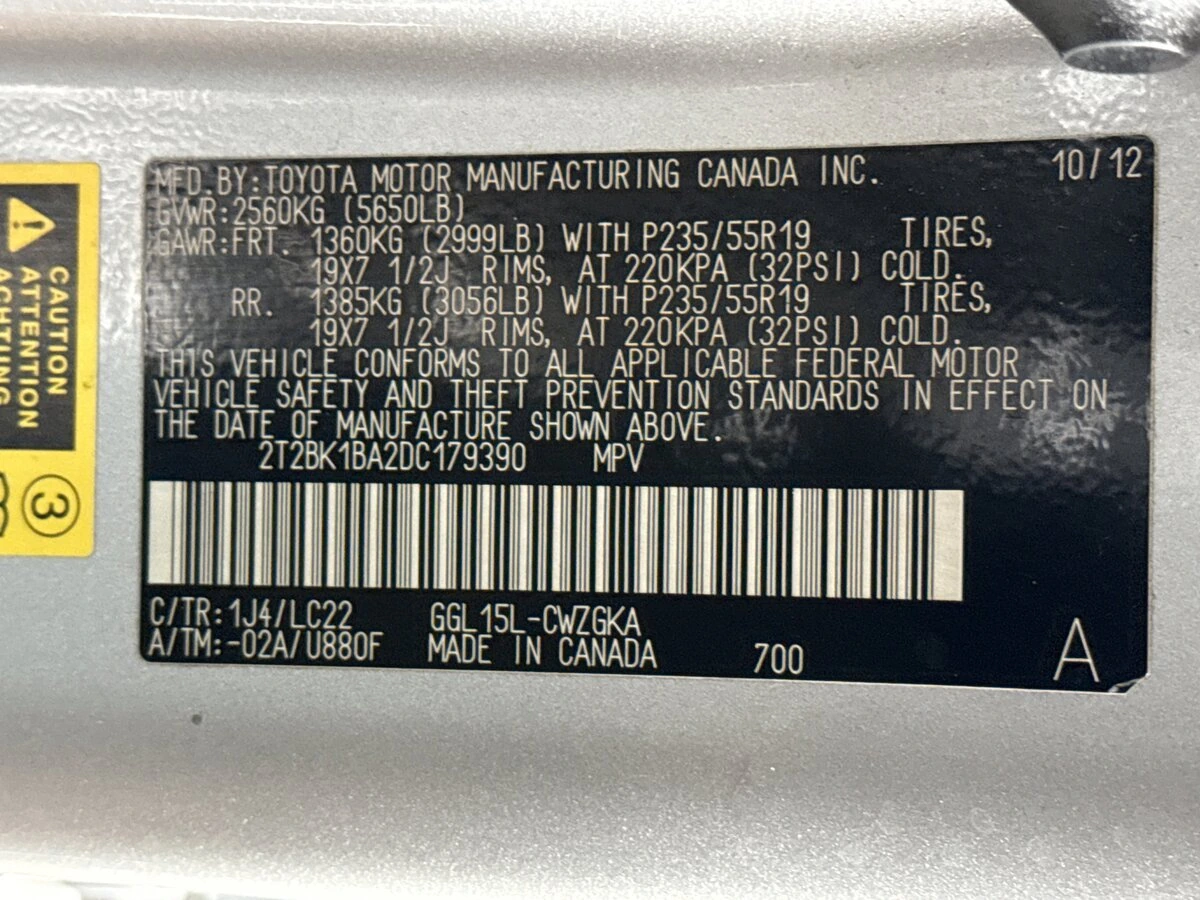 MFD.BY:TOYOTA MOTOR MANUFACTURING CANADA INC. 10/12
GVWR:2560KG (5650LB)
GAWR:FRT. 1360KG (2999LB) WITH P235/55R19 TIRES,
19X7 1/2J RIMS, AT 220KPA (32PSI) COLD.
RR. 1385KG (3056LB) WITH P235/55R19 TIRES,
19X7 1/2J RIMS, AT 220KPA (32PSI) COLD.
THIS VEHICLE CONFORMS TO ALL APPLICABLE FEDERAL MOTOR
VEHICLE SAFETY AND THEFT PREVENTION STANDARDS IN EFFECT ON
THE DATE OF MANUFACTURE SHOWN ABOVE.
2T2BK1BA2DC179390 MPV
C/TR:1J4/LC22 GGL15L-CWZGKA
A/TM:-02A/U880F MADE IN CANADA 700 A
CAUTION
ATTENTION
ACHTUNG
3